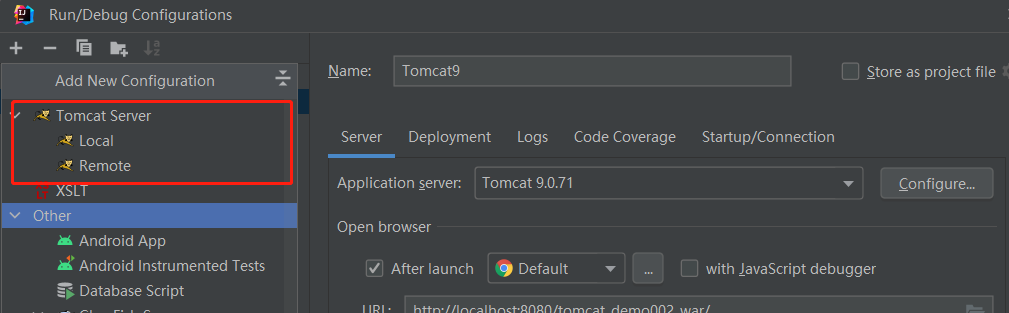 Run/Debug Configurations
Add New Configuration
Tomcat Server
Local
Remote
XSLT
Other
Android App
Android Instrumented Tests
Database Script
Name: Tomcat9
Store as project file
Server Deployment Logs Code Coverage Startup/Connection
Application server: Tomcat 9.0.71 Configure...
Open browser
After launch Default ... with JavaScript debugger
URL: http://localhost:8080/tomcat_demo002_war/